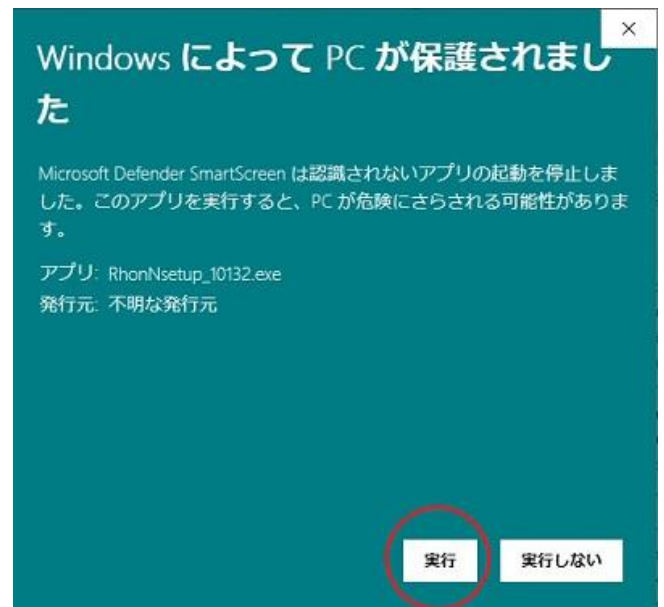 Windows によって PC が保護されまし
た
Microsoft Defender SmartScreen は認識されないアプリの起動を停止しま
した。このアプリを実行すると、PC が危険にさらされる可能性がありま
す。
アプリ: RhonNsetup_10132.exe
発行元: 不明な発行元
実行 実行しない